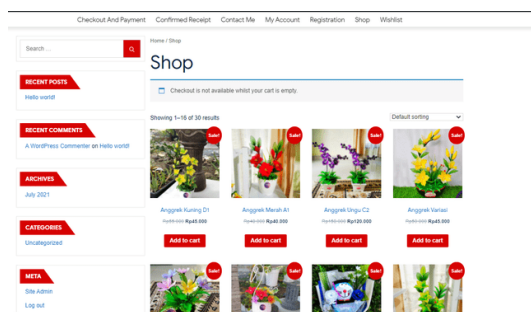 Checkout And Payment Confirmed Receipt Contact Me My Account Registration Shop Wishlist
Search ...
Home / Shop
Shop
Checkout is not available whilst your cart is empty.
RECENT POSTS
Hello world!
Showing 1–16 of 30 results
Default sorting
RECENT COMMENTS
A WordPress Commenter on Hello world!
Sale! Sale! Sale! Sale!
ARCHIVES
July 2021
Anggrek Kuning D1 Anggrek Merah A1 Anggrek Ungu C2 Anggrek Variasi
Rp45.000 Rp40.000 Rp120.000 Rp45.000
CATEGORIES
Uncategorized
Add to cart Add to cart Add to cart Add to cart
META
Site Admin
Log out
Sale! Sale! Sale! Sale!